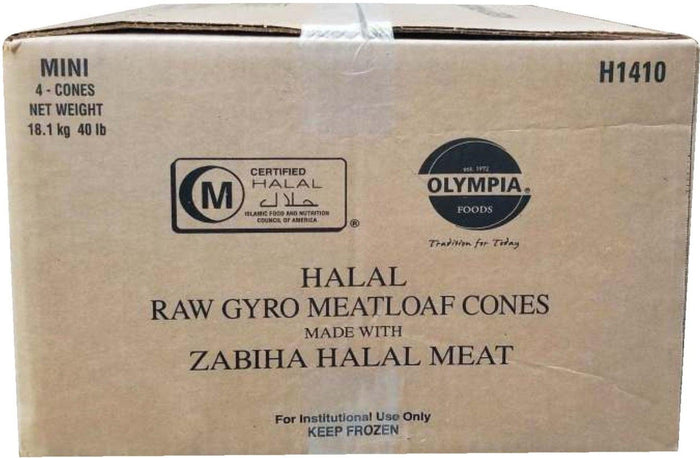 MINI
4 - CONES
NET WEIGHT
18.1 kg 40 lb
H1410
M
CERTIFIED
HALAL
حلال
ISLAMIC FOOD AND NUTRITION
COUNCIL OF AMERICA
®
est. 1972
OLYMPIA®
FOODS
Tradition for Today
HALAL
RAW GYRO MEATLOAF CONES
MADE WITH
ZABIHA HALAL MEAT
For Institutional Use Only
KEEP FROZEN